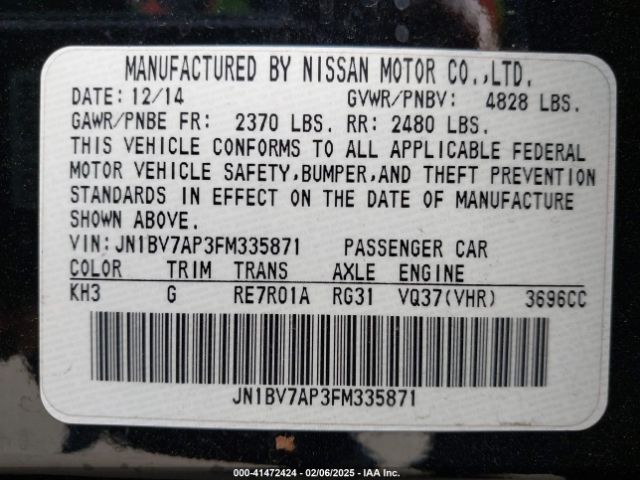 MANUFACTURED BY NISSAN MOTOR CO.,LTD.
DATE: 12/14 GVWR/PNBV: 4828 LBS.
GAWR/PNBE FR: 2370 LBS. RR: 2480 LBS.
THIS VEHICLE CONFORMS TO ALL APPLICABLE FEDERAL
MOTOR VEHICLE SAFETY,BUMPER,AND THEFT PREVENTION
STANDARDS IN EFFECT ON THE DATE OF MANUFACTURE
SHOWN ABOVE.
VIN:JN1BV7AP3FM335871 PASSENGER CAR
COLOR TRIM TRANS AXLE ENGINE
KH3 G RE7R01A RG31 VQ37(VHR) 3696CC
JN1BV7AP3FM335871
000-41472424 - 02/06/2025 - IAA Inc.